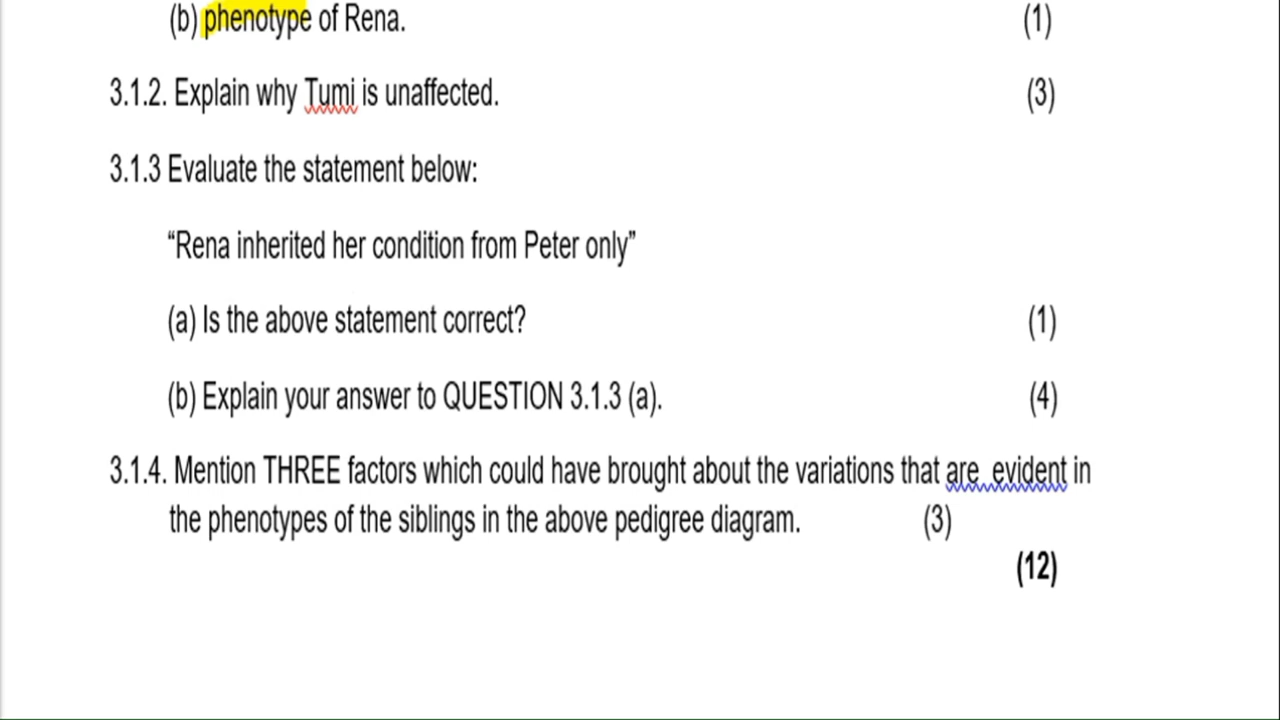 (b) phenotype of Rena. (1)
3.1.2. Explain why Tumi is unaffected. (3)
3.1.3 Evaluate the statement below:
“Rena inherited her condition from Peter only”
(a) Is the above statement correct? (1)
(b) Explain your answer to QUESTION 3.1.3 (a). (4)
3.1.4. Mention THREE factors which could have brought about the variations that are evident in
the phenotypes of the siblings in the above pedigree diagram. (3)
(12)